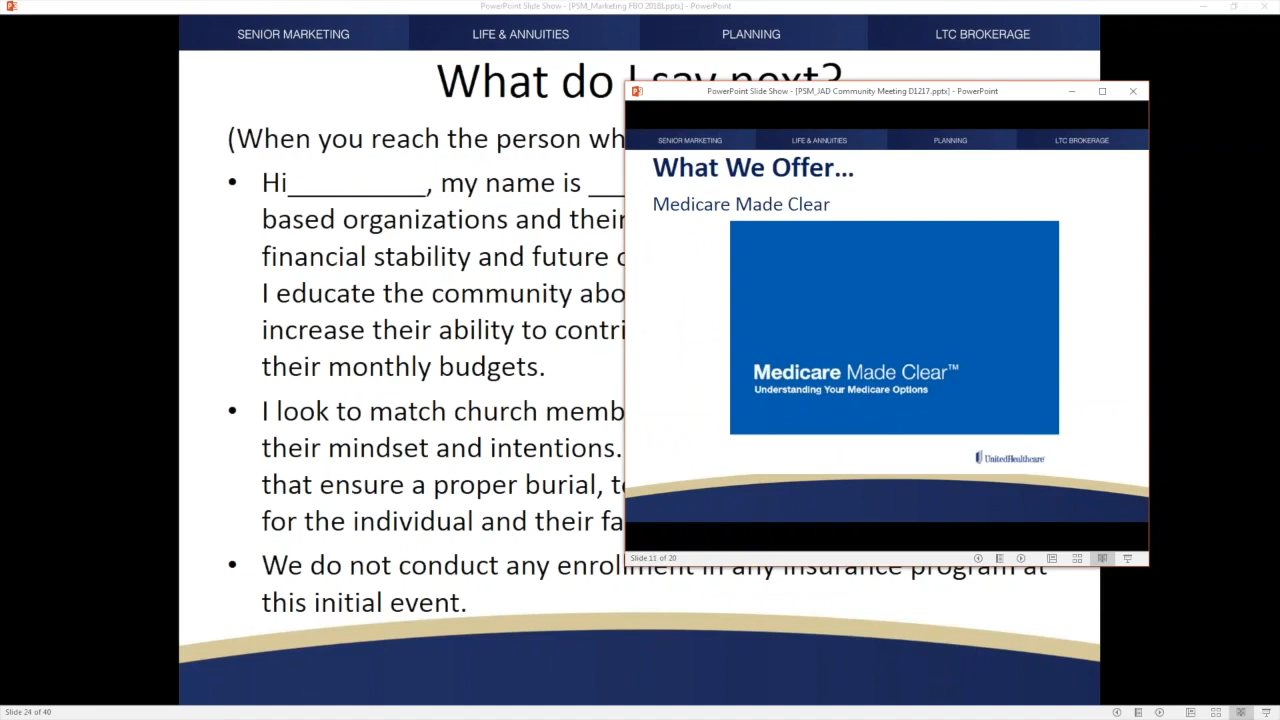 PowerPoint Slide Show - [PSM_Marketing FBO 2018I.pptx] - PowerPoint
SENIOR MARKETING LIFE & ANNUITIES PLANNING LTC BROKERAGE
What do I say next?
(When you reach the person wh
• Hi__________, my name is ___
based organizations and their
financial stability and future
I educate the community abo
increase their ability to contri
their monthly budgets.
• I look to match church memb
their mindset and intentions.
that ensure a proper burial, t
for the individual and their fa
• We do not conduct any enrollment in any insurance program at
this initial event.
Slide 24 of 40
PowerPoint Slide Show - [PSM_JAD Community Meeting D1217.pptx] - PowerPoint
SENIOR MARKETING LIFE & ANNUITIES PLANNING LTC BROKERAGE
What We Offer...
Medicare Made Clear
Medicare Made Clear™
Understanding Your Medicare Options
UnitedHealthcare
Slide 11 of 20